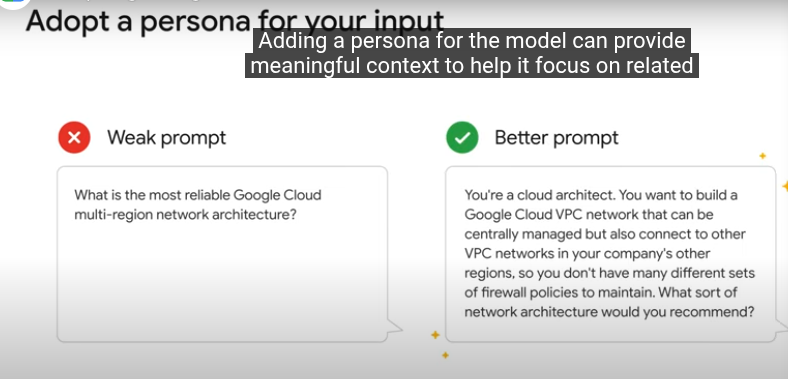 Adopt a persona for your input
Adding a persona for the model can provide
meaningful context to help it focus on related
Weak prompt
What is the most reliable Google Cloud
multi-region network architecture?
Better prompt
You're a cloud architect. You want to build a
Google Cloud VPC network that can be
centrally managed but also connect to other
VPC networks in your company's other
regions, so you don't have many different sets
of firewall policies to maintain. What sort of
network architecture would you recommend?